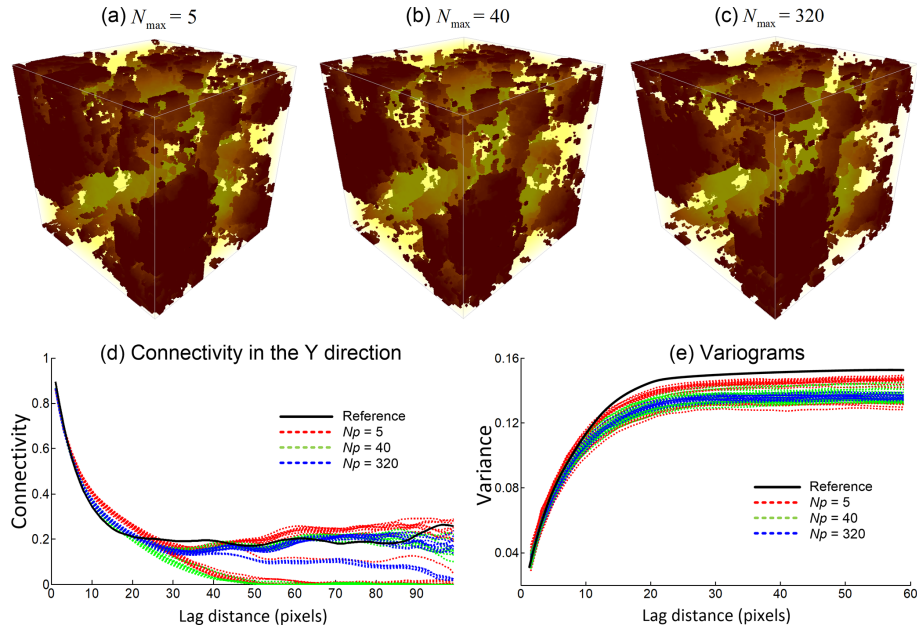 (a) Nmax = 5
(b) Nmax = 40
(c) Nmax = 320
(d) Connectivity in the Y direction
Connectivity
1
0.8
0.6
0.4
0.2
0
Reference
Np = 5
Np = 40
Np = 320
10 20 30 40 50 60 70 80 90
Lag distance (pixels)
(e) Variograms
Variance
0.16
0.12
0.08
0.04
Reference
Np = 5
Np = 40
Np = 320
0 10 20 30 40 50 60
Lag distance (pixels)